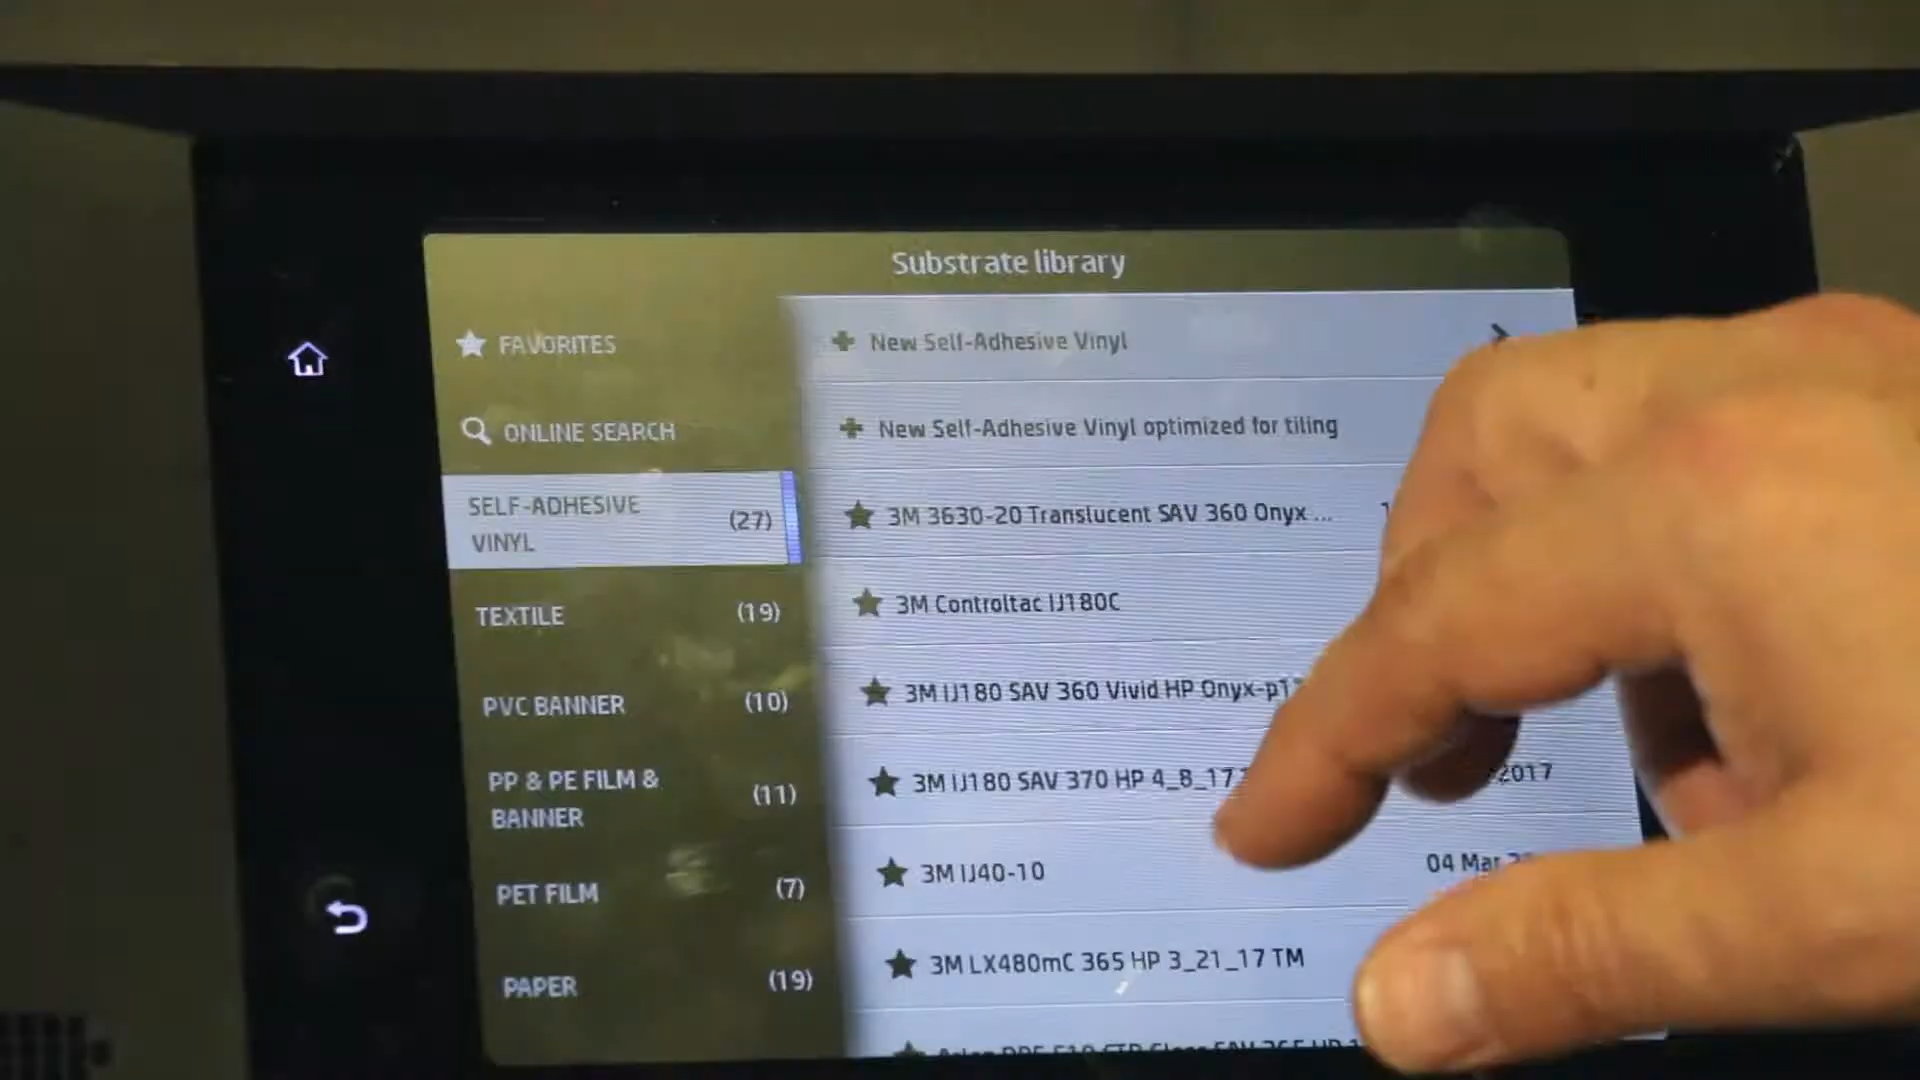 Substrate library
FAVORITES
ONLINE SEARCH
SELF-ADHESIVE
VINYL
(27)
TEXTILE (19)
PVC BANNER (10)
PP & PE FILM &
BANNER
(11)
PET FILM (7)
PAPER (19)
New Self-Adhesive Vinyl
New Self-Adhesive Vinyl optimized for tiling
3M 3630-20 Translucent SAV 360 Onyx ...
3M Controltac IJ180C
3M IJ180 SAV 360 Vivid HP
3M IJ180 SAV 370 HP 2017
3M IJ40-10 04 Mar
3M LX480mC 365 HP 3_21_17 TM